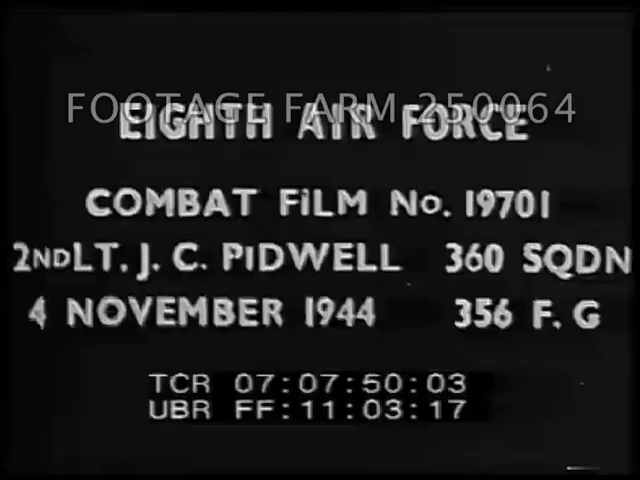 FOOTAGE FARM 250064
EIGHTH AIR FORCE
COMBAT FILM No. 19701
2NDLT. J. C. PIDWELL 360 SQDN
4 NOVEMBER 1944 356 F. G
TCR 07:07:50:03
UBR FF:11:03:17